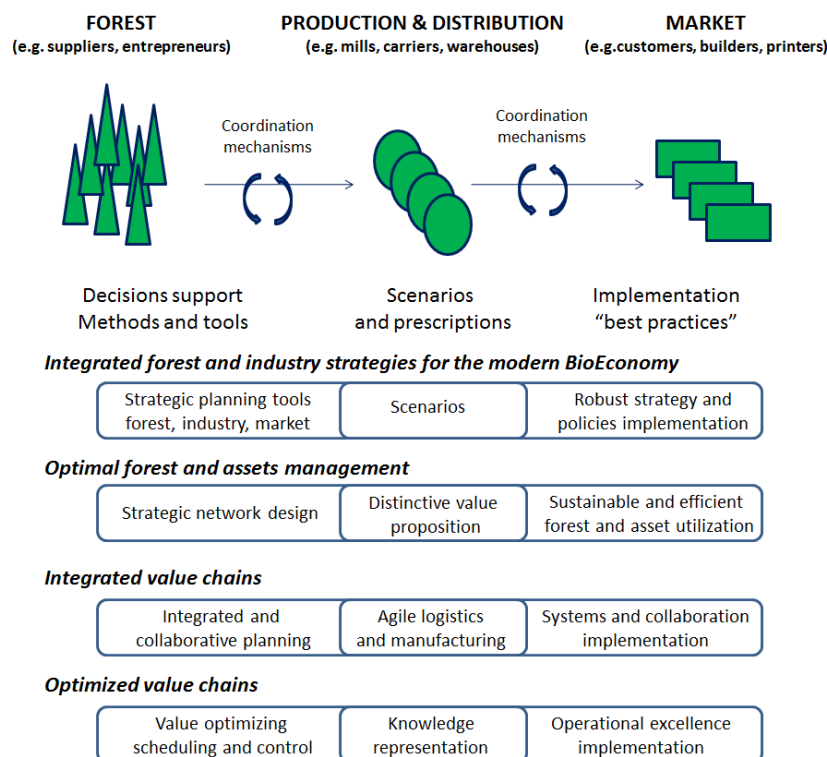 FOREST
(e.g. suppliers, entrepreneurs)
PRODUCTION & DISTRIBUTION
(e.g. mills, carriers, warehouses)
MARKET
(e.g.customers, builders, printers)
Coordination
mechanisms
Coordination
mechanisms
Decisions support
Methods and tools
Scenarios
and prescriptions
Implementation
“best practices”
Integrated forest and industry strategies for the modern BioEconomy
Strategic planning tools
forest, industry, market
Scenarios
Robust strategy and
policies implementation
Optimal forest and assets management
Strategic network design
Distinctive value
proposition
Sustainable and efficient
forest and asset utilization
Integrated value chains
Integrated and
collaborative planning
Agile logistics
and manufacturing
Systems and collaboration
implementation
Optimized value chains
Value optimizing
scheduling and control
Knowledge
representation
Operational excellence
implementation